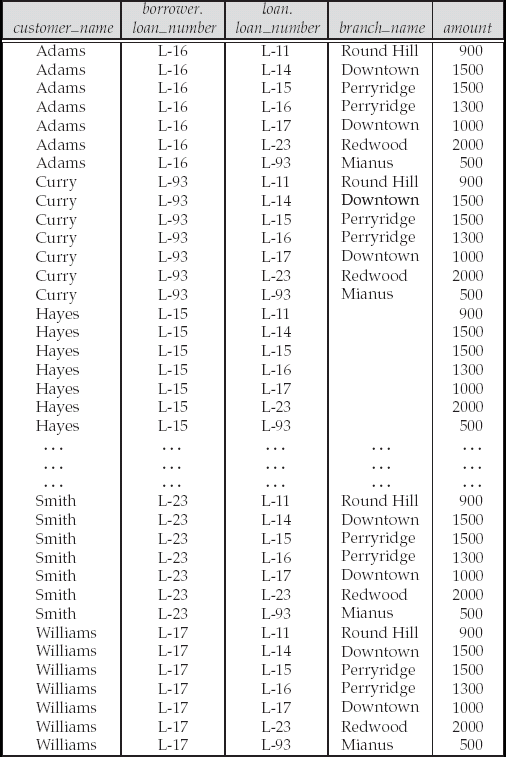 customer_name borrower. loan_number loan. loan_number branch_name amount
Adams L-16 L-11 Round Hill 900
Adams L-16 L-14 Downtown 1500
Adams L-16 L-15 Perryridge 1500
Adams L-16 L-16 Perryridge 1300
Adams L-16 L-17 Downtown 1000
Adams L-16 L-23 Redwood 2000
Adams L-16 L-93 Mianus 500
Curry L-93 L-11 Round Hill 900
Curry L-93 L-14 Downtown 1500
Curry L-93 L-15 Perryridge 1500
Curry L-93 L-16 Perryridge 1300
Curry L-93 L-17 Downtown 1000
Curry L-93 L-23 Redwood 2000
Curry L-93 L-93 Mianus 500
Hayes L-15 L-11 900
Hayes L-15 L-14 1500
Hayes L-15 L-15 1500
Hayes L-15 L-16 1300
Hayes L-15 L-17 1000
Hayes L-15 L-23 2000
Hayes L-15 L-93 500
... ... ... ... ...
... ... ... ... ...
... ... ... ... ...
Smith L-23 L-11 Round Hill 900
Smith L-23 L-14 Downtown 1500
Smith L-23 L-15 Perryridge 1500
Smith L-23 L-16 Perryridge 1300
Smith L-23 L-17 Downtown 1000
Smith L-23 L-23 Redwood 2000
Smith L-23 L-93 Mianus 500
Williams L-17 L-11 Round Hill 900
Williams L-17 L-14 Downtown 1500
Williams L-17 L-15 Perryridge 1500
Williams L-17 L-16 Perryridge 1300
Williams L-17 L-17 Downtown 1000
Williams L-17 L-23 Redwood 2000
Williams L-17 L-93 Mianus 500